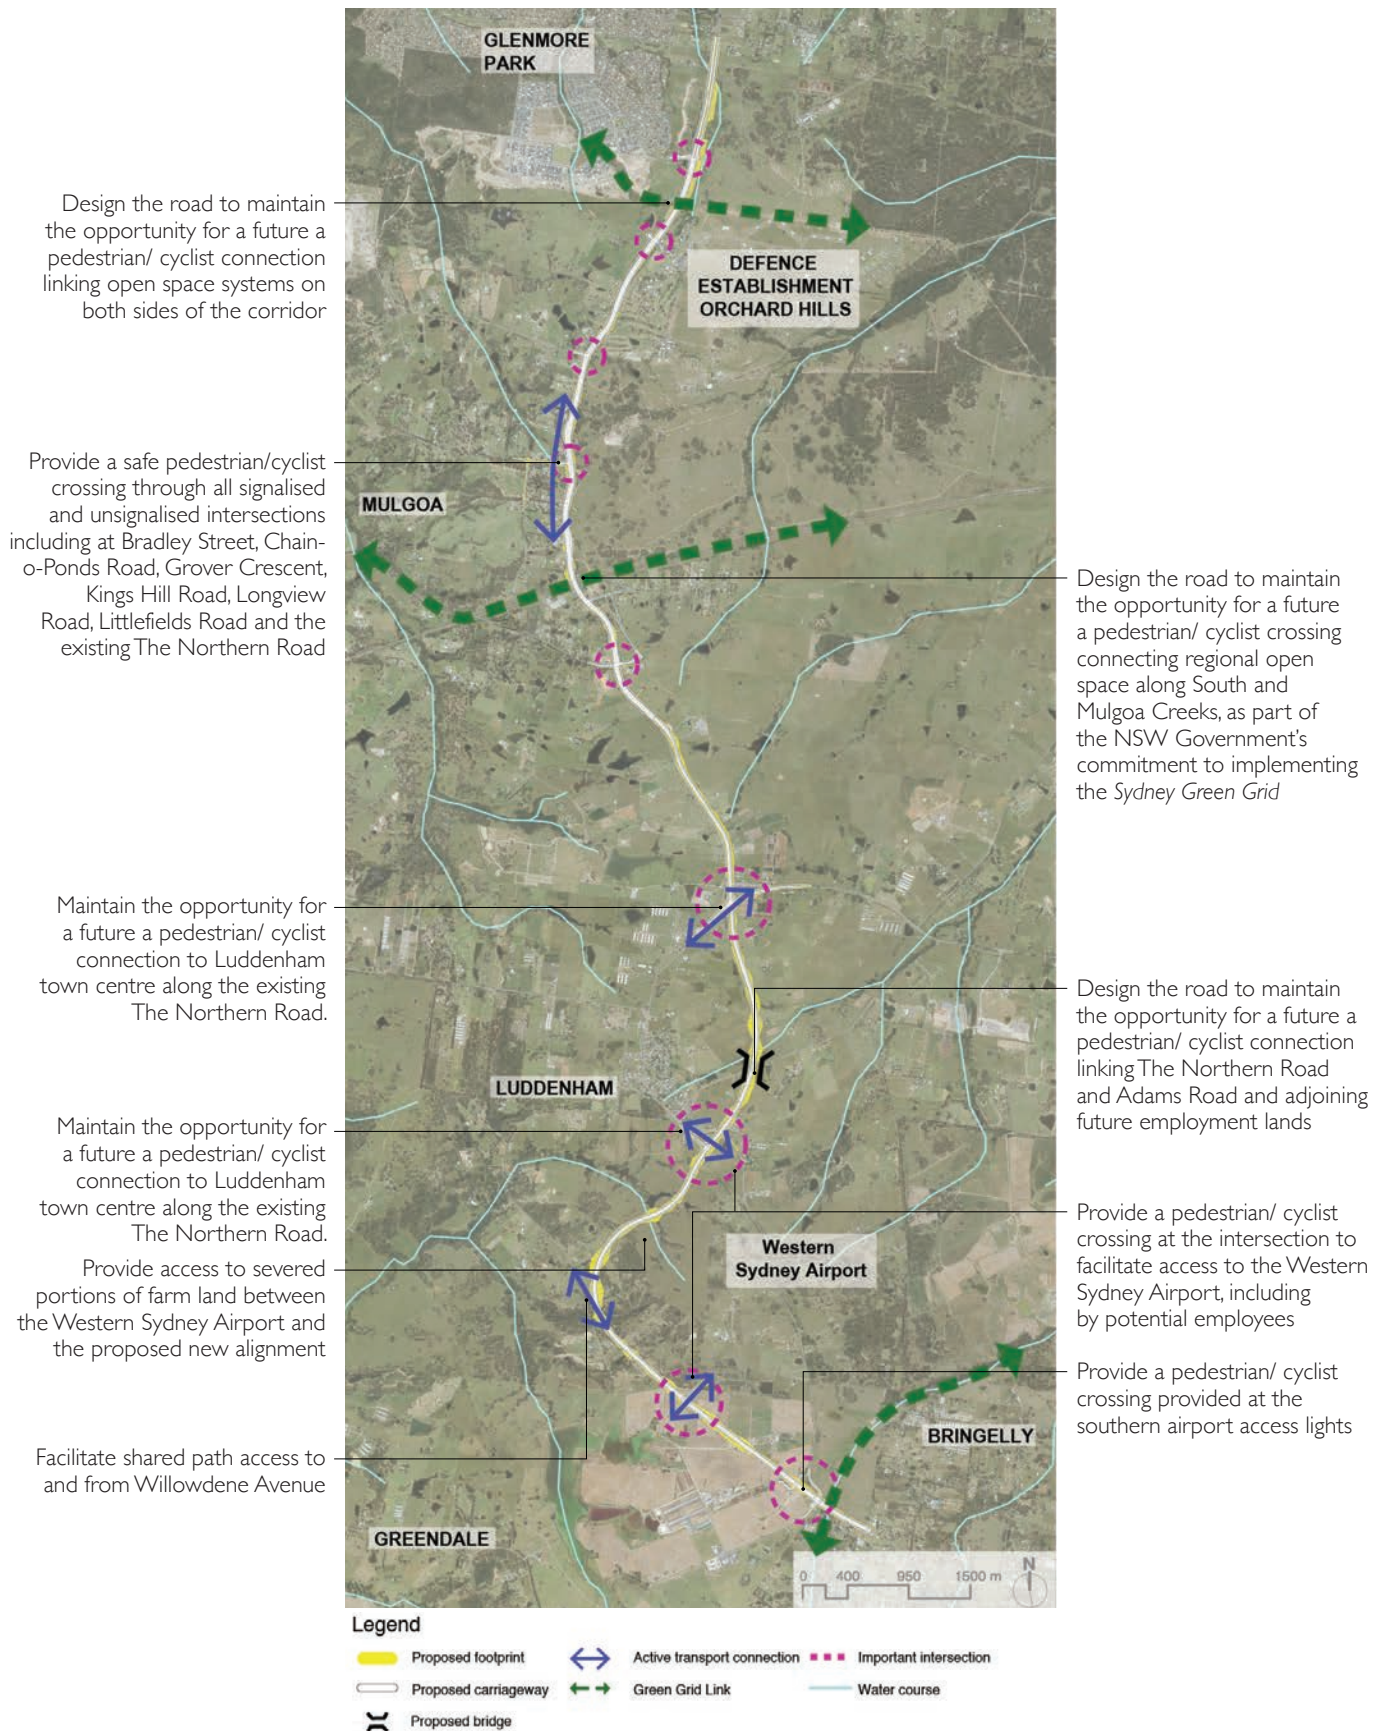 GLENMORE
PARK
Design the road to maintain
the opportunity for a future a
pedestrian/ cyclist connection
linking open space systems on
both sides of the corridor
DEFENCE
ESTABLISHMENT
ORCHARD HILLS
Provide a safe pedestrian/cyclist
crossing through all signalised
and unsignalised intersections
including at Bradley Street, Chain-
o-Ponds Road, Grover Crescent,
Kings Hill Road, Longview
Road, Littlefields Road and the
existing The Northern Road
MULGOA
Design the road to maintain
the opportunity for a future
a pedestrian/ cyclist crossing
connecting regional open
space along South and
Mulgoa Creeks, as part of
the NSW Government's
commitment to implementing
the Sydney Green Grid
Maintain the opportunity for
a future a pedestrian/ cyclist
connection to Luddenham
town centre along the existing
The Northern Road.
Design the road to maintain
the opportunity for a future a
pedestrian/ cyclist connection
linking The Northern Road
and Adams Road and adjoining
future employment lands
LUDDENHAM
Maintain the opportunity for
a future a pedestrian/ cyclist
connection to Luddenham
town centre along the existing
The Northern Road.
Provide a pedestrian/ cyclist
crossing at the intersection to
facilitate access to the Western
Sydney Airport, including
by potential employees
Western
Sydney Airport
Provide access to severed
portions of farm land between
the Western Sydney Airport and
the proposed new alignment
Provide a pedestrian/ cyclist
crossing provided at the
southern airport access lights
BRINGELLY
Facilitate shared path access to
and from Willowdene Avenue
GREENDALE
0 400 950 1500 m
N
Legend
Proposed footprint
Active transport connection
Important intersection
Proposed carriageway
Green Grid Link
Water course
Proposed bridge